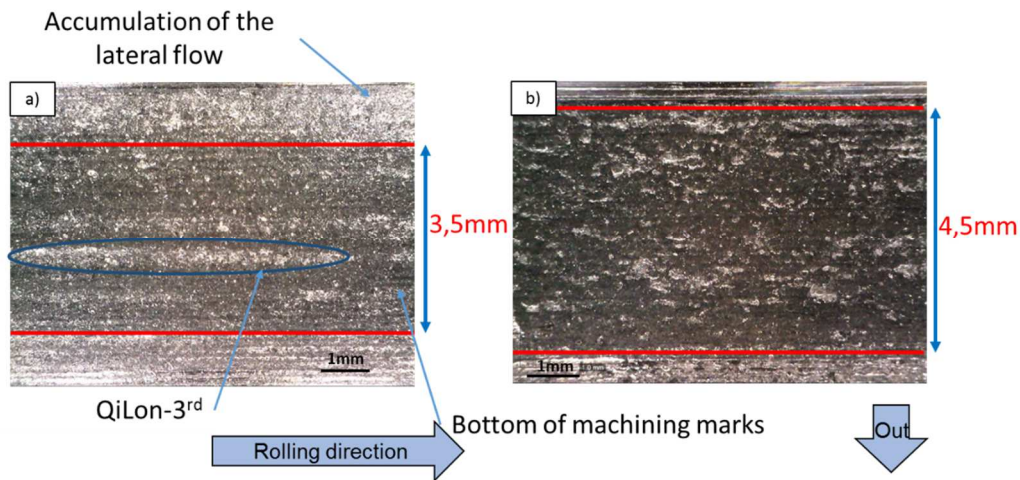 Accumulation of the
lateral flow
a)
b)
3,5mm
4,5mm
1mm
1mm
QiLon-3rd
Bottom of machining marks
Rolling direction
Out